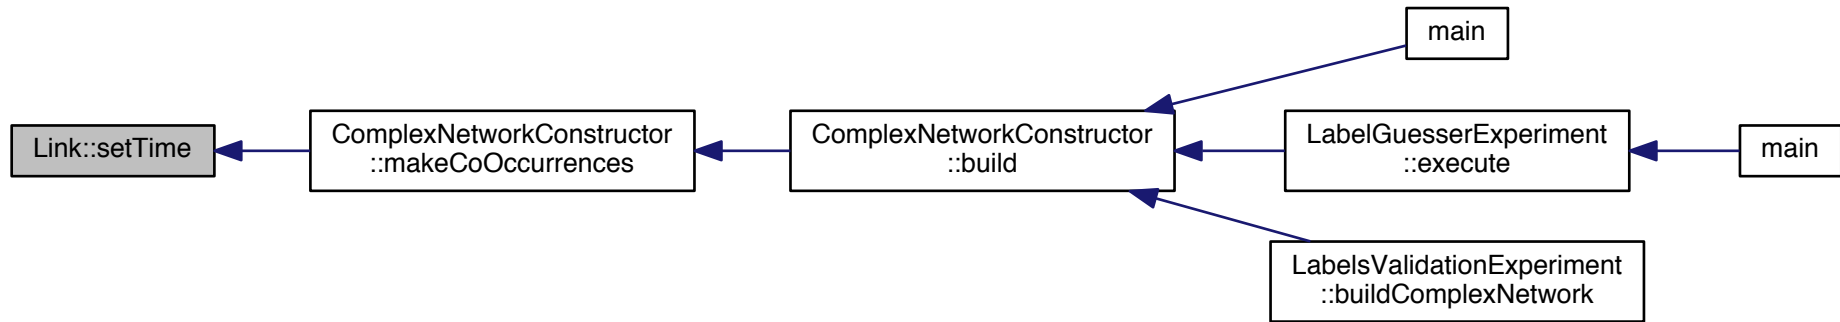 Link::setTime
ComplexNetworkConstructor
::makeCoOccurrences
ComplexNetworkConstructor
::build
main
LabelGuesserExperiment
::execute
main
LabelsValidationExperiment
::buildComplexNetwork